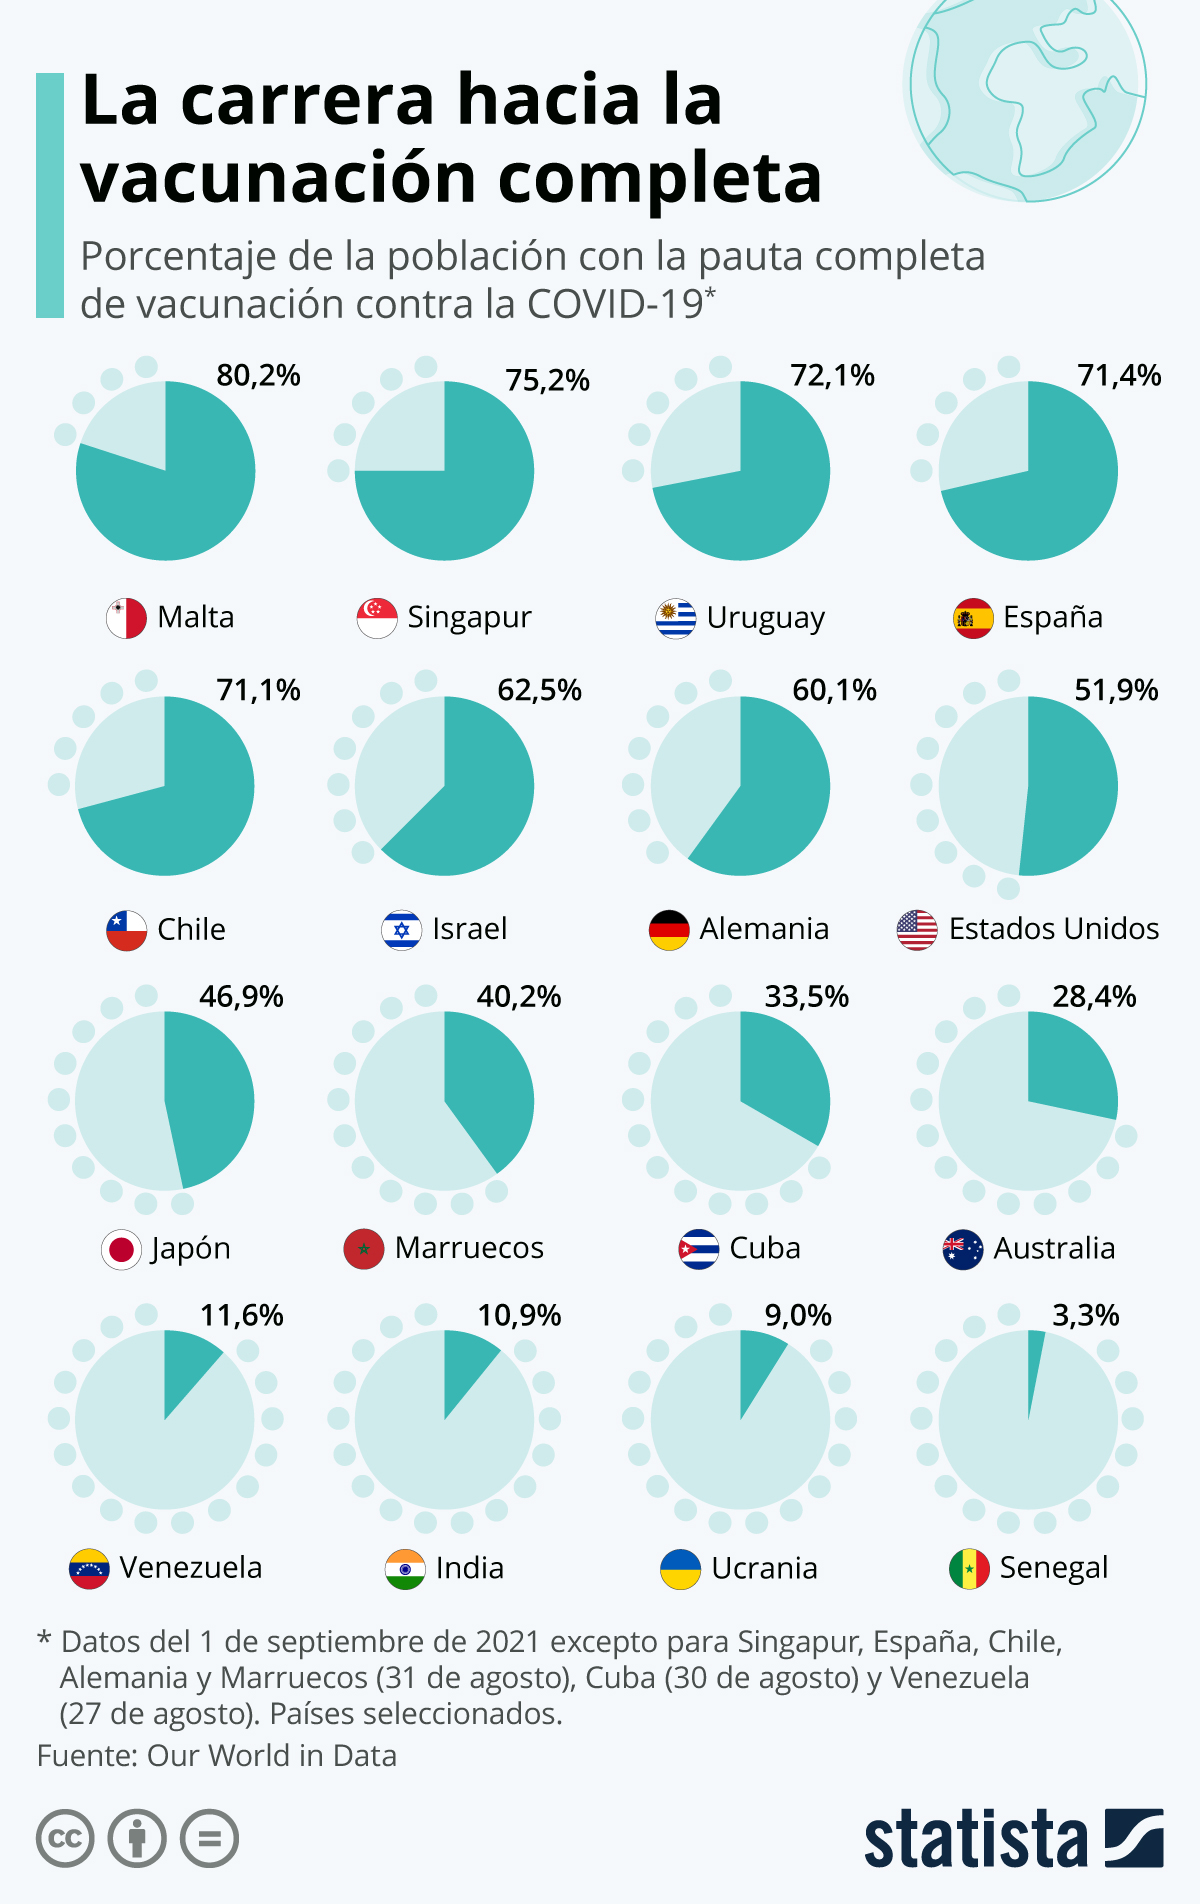 La carrera hacia la
vacunación completa
Porcentaje de la población con la pauta completa
de vacunación contra la COVID-19*
80,2%
75,2%
72,1%
71,4%
Malta
Singapur
Uruguay
España
71,1%
62,5%
60,1%
51,9%
Chile
Israel
Alemania
Estados Unidos
46,9%
40,2%
33,5%
28,4%
Japón
Marruecos
Cuba
Australia
11,6%
10,9%
9,0%
3,3%
Venezuela
India
Ucrania
Senegal
* Datos del 1 de septiembre de 2021 excepto para Singapur, España, Chile,
Alemania y Marruecos (31 de agosto), Cuba (30 de agosto) y Venezuela
(27 de agosto). Países seleccionados.
Fuente: Our World in Data
cc
statista